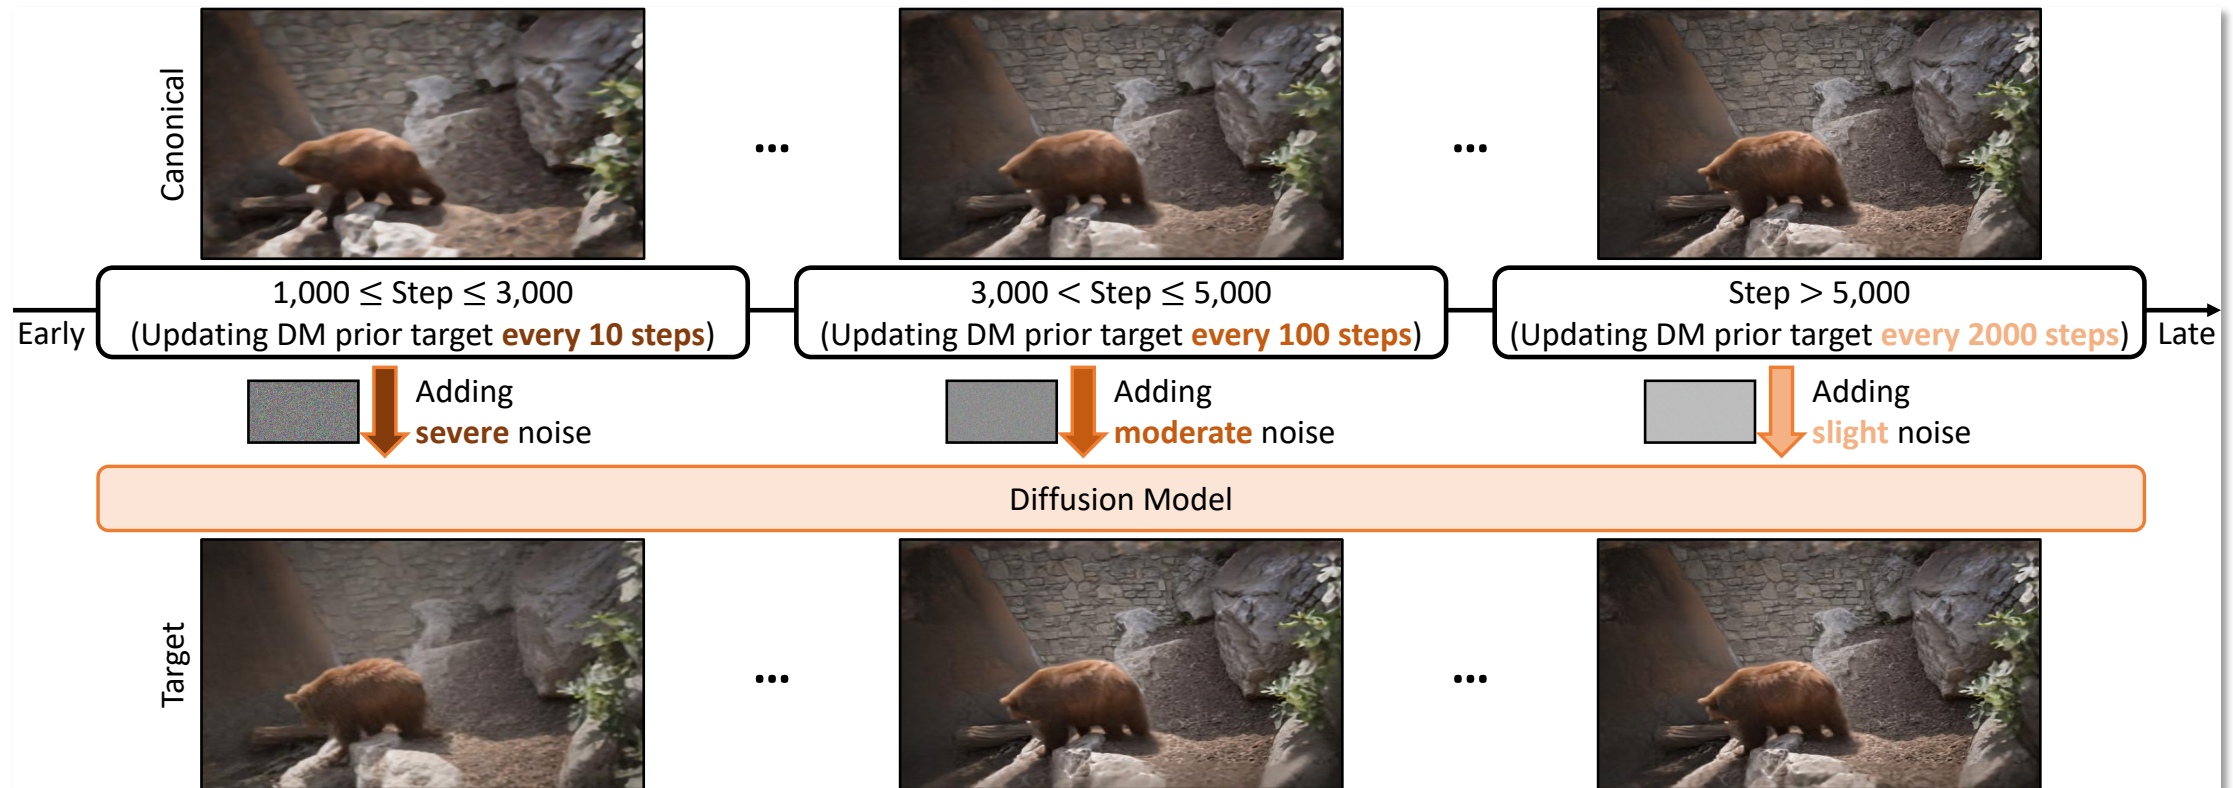 Canonical
...
...
Early
1,000 ≤ Step ≤ 3,000
(Updating DM prior target every 10 steps)
3,000 < Step ≤ 5,000
(Updating DM prior target every 100 steps)
Step > 5,000
(Updating DM prior target every 2000 steps)
Late
Adding
severe noise
Adding
moderate noise
Adding
slight noise
Diffusion Model
Target
...
...